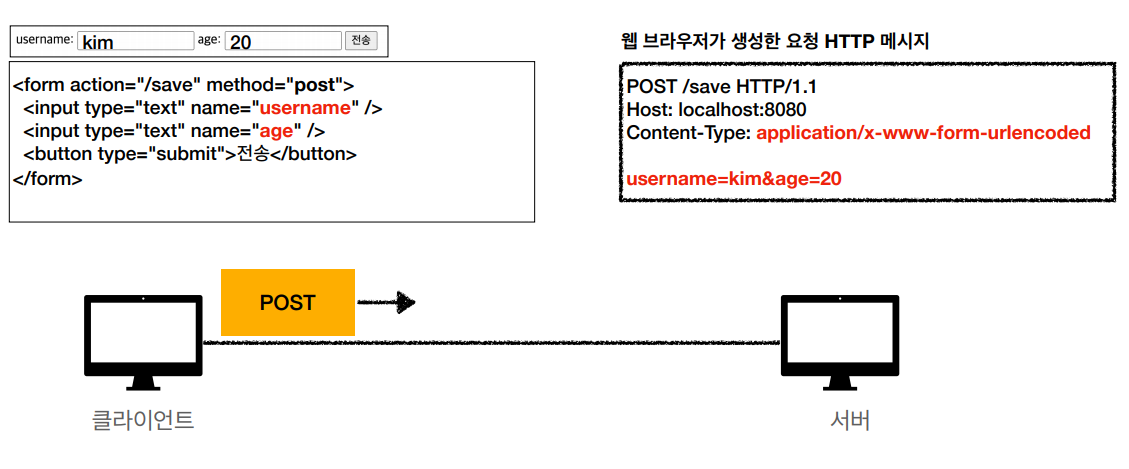 username: kim age: 20 전송
<form action="/save" method="post">
<input type="text" name="username" />
<input type="text" name="age" />
<button type="submit">전송</button>
</form>
웹 브라우저가 생성한 요청 HTTP 메시지
POST /save HTTP/1.1
Host: localhost:8080
Content-Type: application/x-www-form-urlencoded
username=kim&age=20
POST
클라이언트
서버